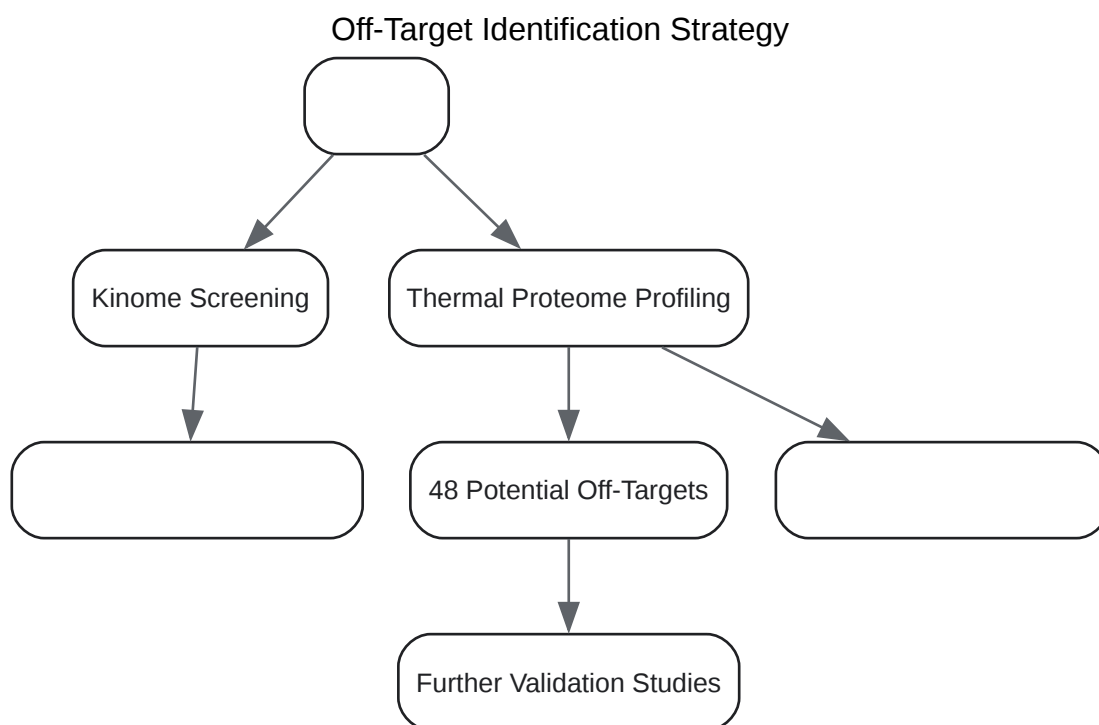 Off-Target Identification Strategy
Kinome Screening
Thermal Proteome Profiling
48 Potential Off-Targets
Further Validation Studies